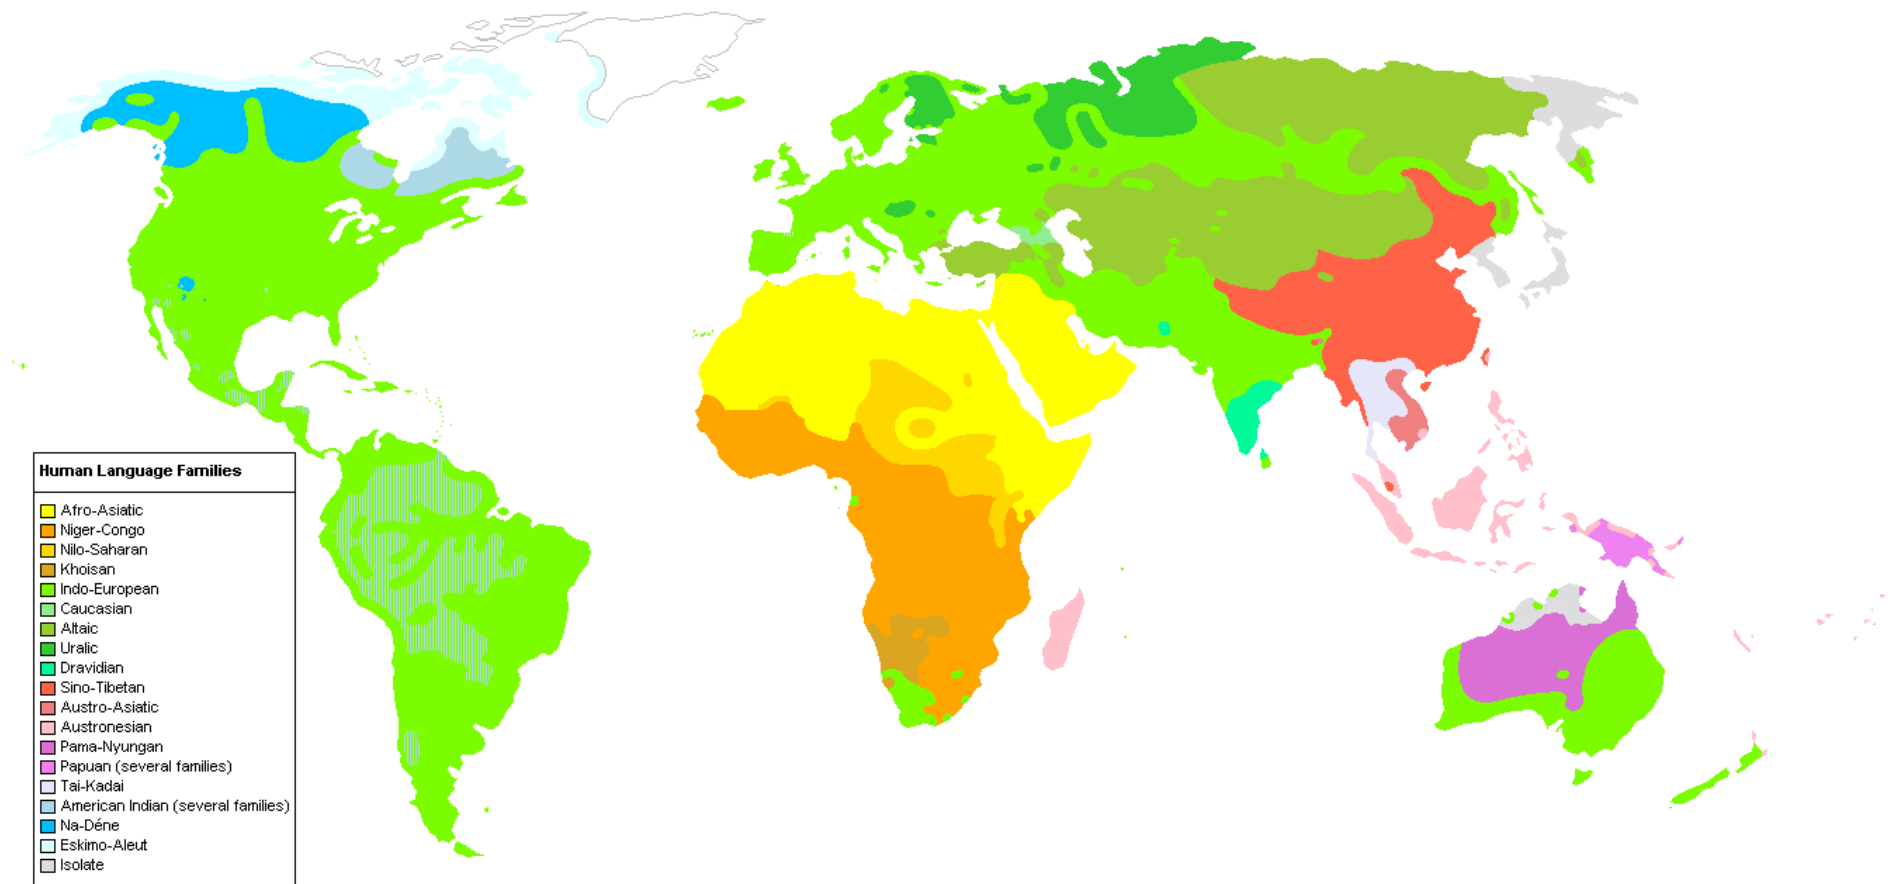 Human Language Families
Afro-Asiatic
Niger-Congo
Nilo-Saharan
Khoisan
Indo-European
Caucasian
Altaic
Uralic
Dravidian
Sino-Tibetan
Austro-Asiatic
Austronesian
Pama-Nyungan
Papuan (several families)
Tai-Kadai
American Indian (several families)
Na-Déne
Eskimo-Aleut
Isolate